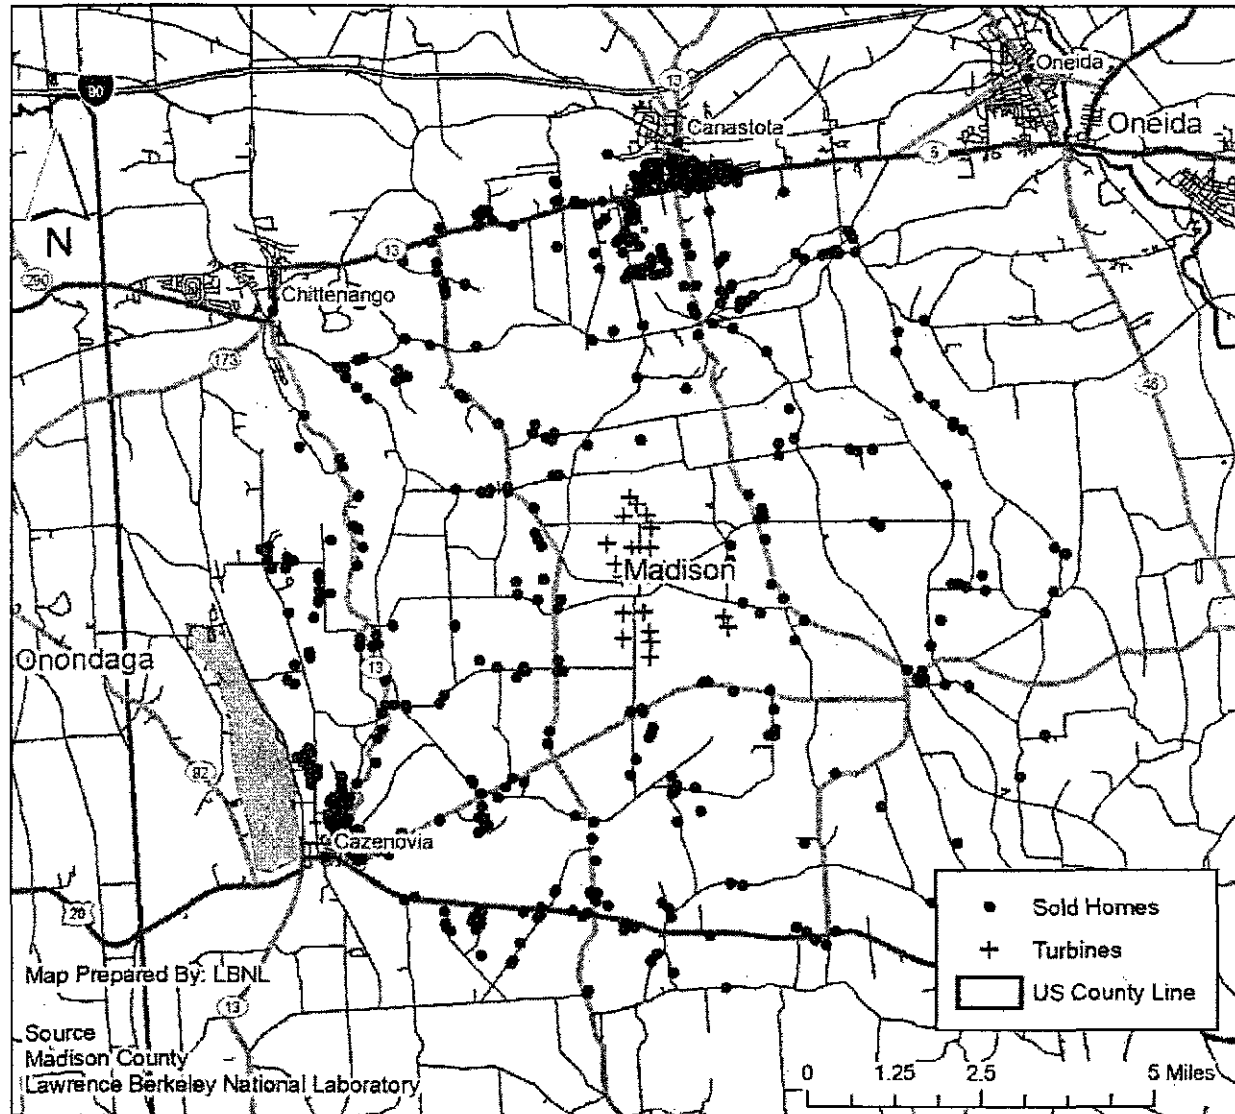 90
13
Oneida
Canastota
Oneida
5
N
13
290
Chittenango
173
46
Madison
Onondaga
13
92
Cazenovia
20
Sold Homes
Turbines
US County Line
Map Prepared By: LBNL
13
Source
Madison County
Lawrence Berkeley National Laboratory
0 1.25 2.5 5 Miles